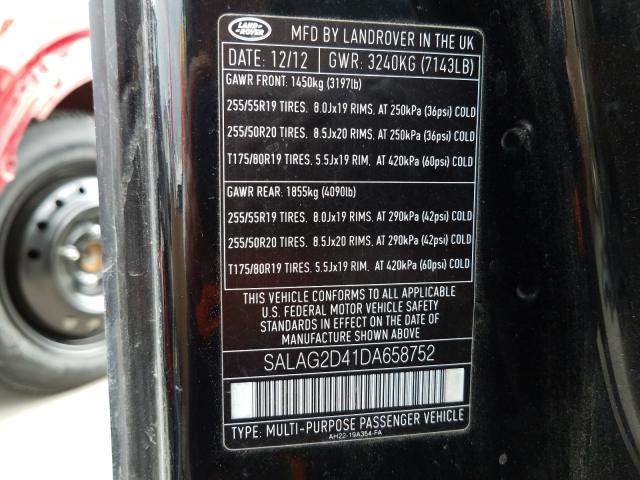 LAND ROVER
MFD BY LANDROVER IN THE UK
DATE: 12/12 GWR: 3240KG (7143LB)
GAWR FRONT: 1450kg (3197lb)
255/55R19 TIRES. 8.0Jx19 RIMS. AT 250kPa (36psi) COLD
255/50R20 TIRES. 8.5Jx20 RIMS. AT 250kPa (36psi) COLD
T175/80R19 TIRES. 5.5Jx19 RIM. AT 420kPa (60psi) COLD
GAWR REAR: 1855kg (4090lb)
255/55R19 TIRES. 8.0Jx19 RIMS. AT 290kPa (42psi) COLD
255/50R20 TIRES. 8.5Jx20 RIMS. AT 290kPa (42psi) COLD
T175/80R19 TIRES. 5.5Jx19 RIM. AT 420kPa (60psi) COLD
THIS VEHICLE CONFORMS TO ALL APPLICABLE
U.S. FEDERAL MOTOR VEHICLE SAFETY
STANDARDS IN EFFECT ON THE DATE OF
MANUFACTURE SHOWN ABOVE
SALAG2D41DA658752
TYPE: MULTI-PURPOSE PASSENGER VEHICLE
AH22-19A354-FA